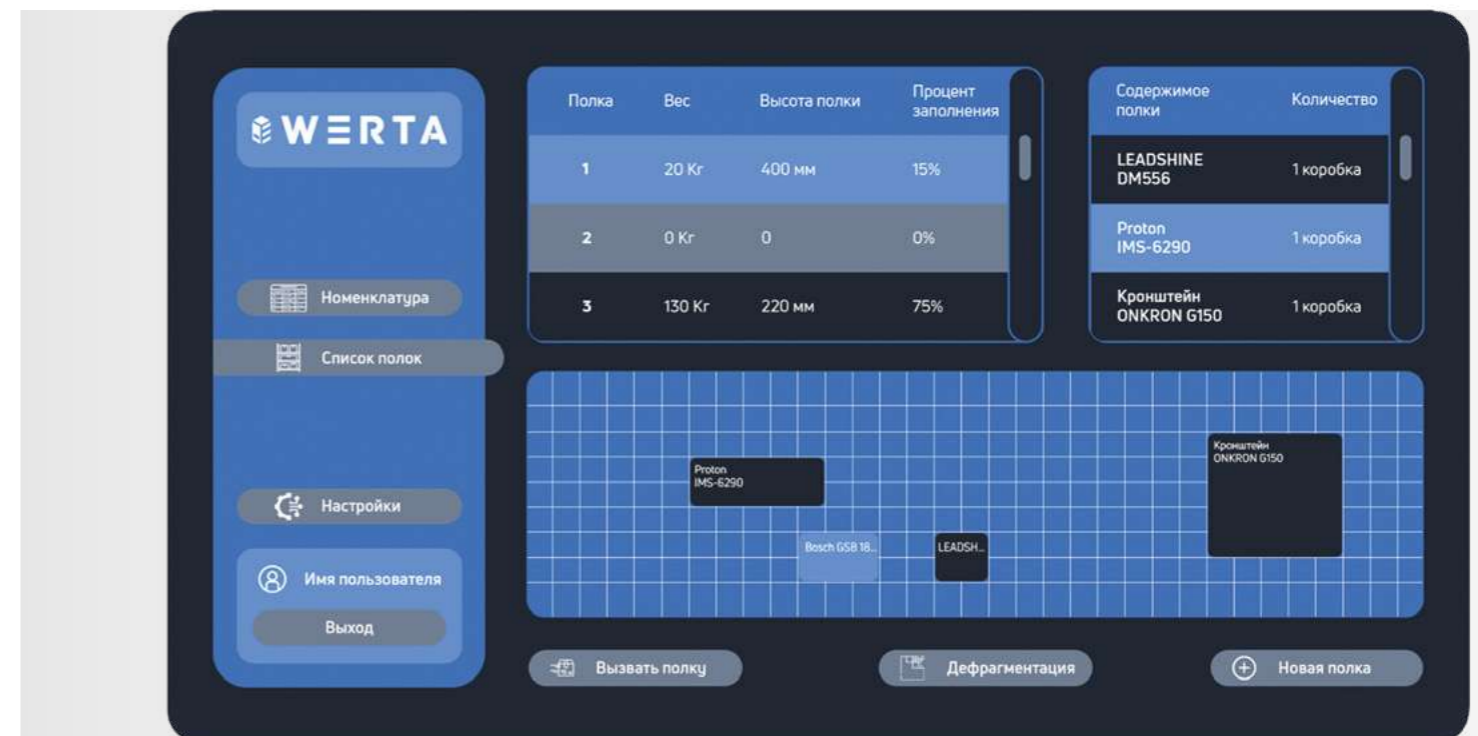 WERTA
Номенклатура
Список полок
Настройки
Имя пользователя
Выход
Полка Вес Высота полки Процент заполнения
1 20 Кг 400 мм 15%
2 0 Кг 0 0%
3 130 Кг 220 мм 75%
Содержимое
полки
Количество
LEADSHINE
DM556
1 коробка
Proton
IMS-6290
1 коробка
Кронштейн
ONKRON G150
1 коробка
Кронштейн
ONKRON G150
Proton
IMS-6290
Bosch GSB 18...
LEADSH...
Вызвать полку
Дефрагментация
Новая полка